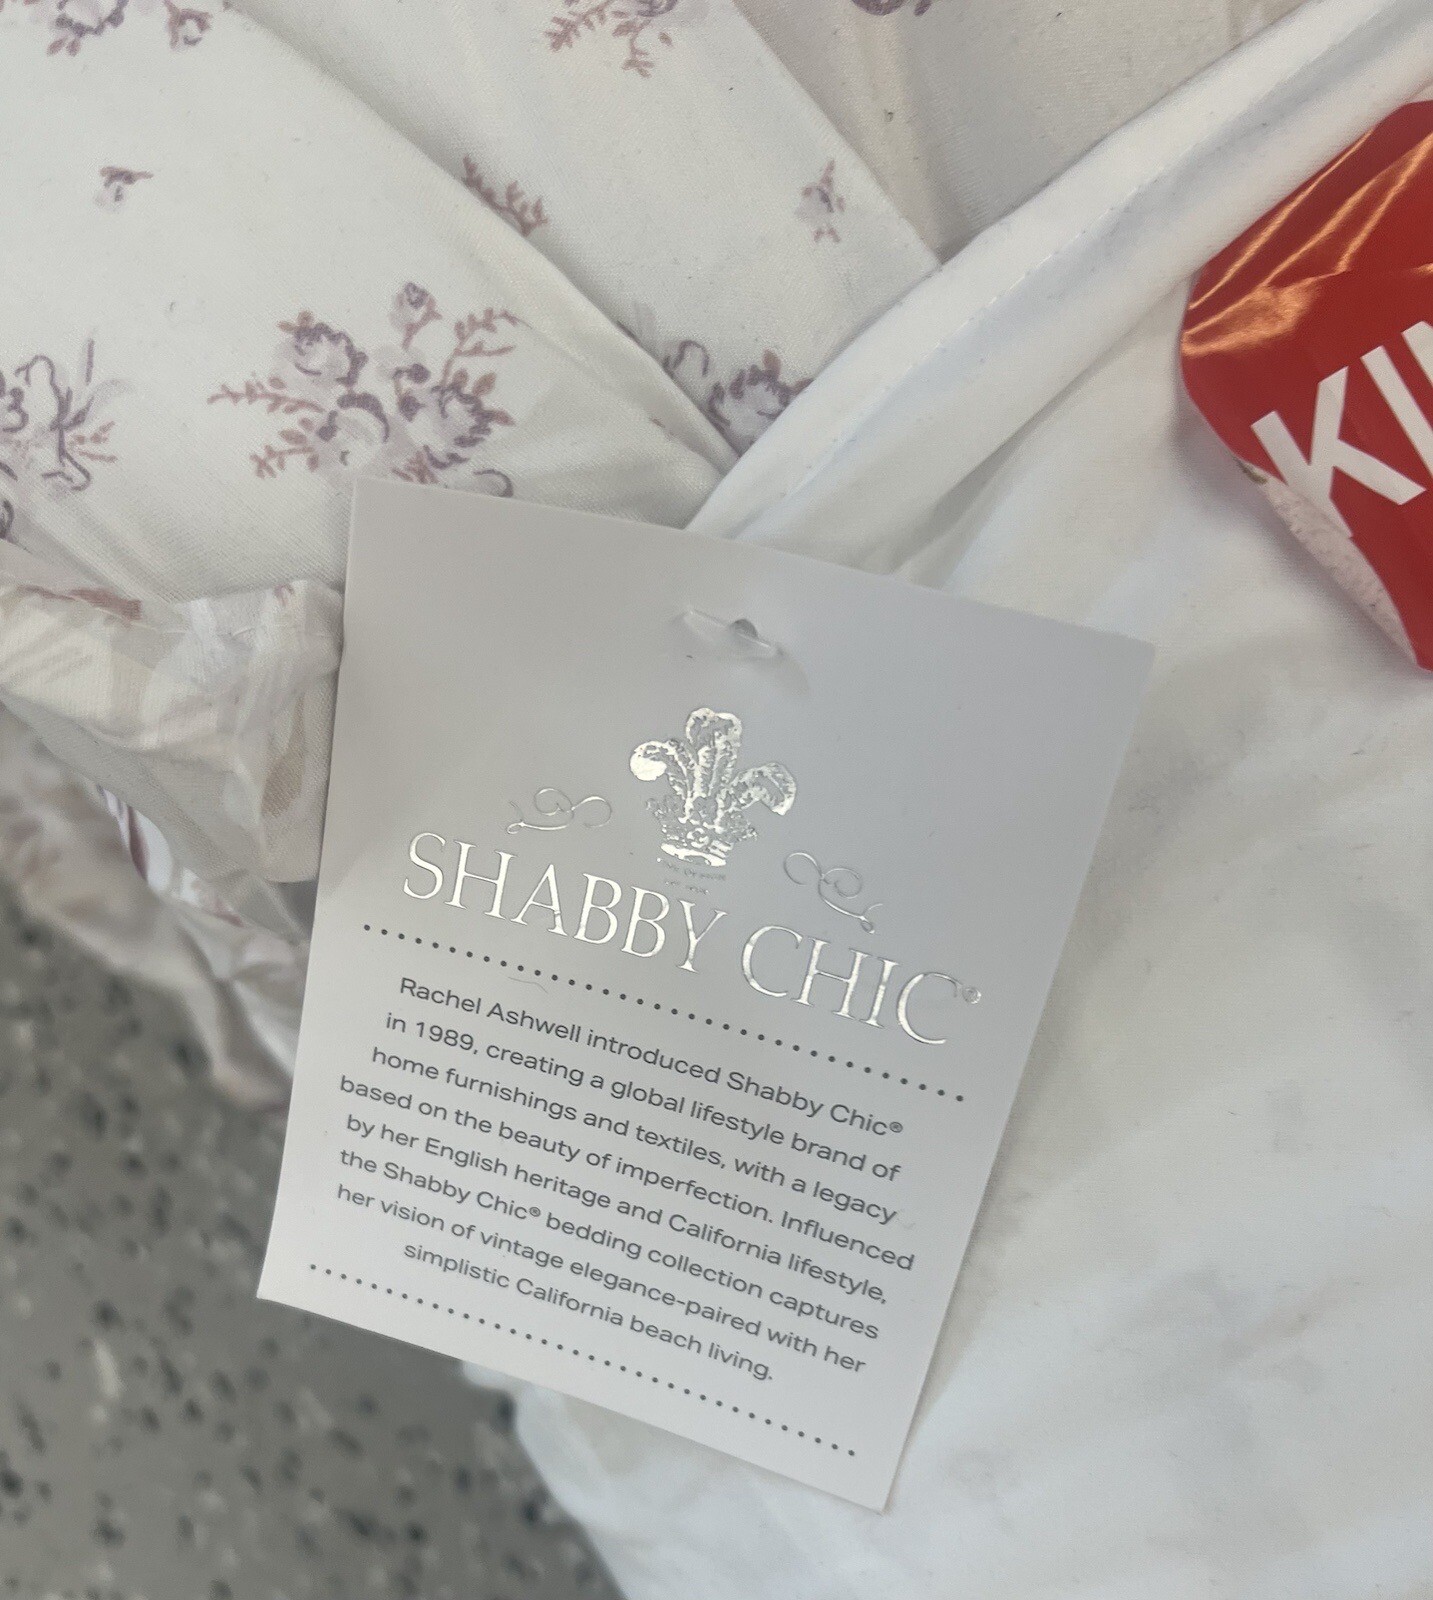 KI
SHABBY CHIC®
Rachel Ashwell introduced Shabby Chic®
in 1989, creating a global lifestyle brand of
home furnishings and textiles, with a legacy
based on the beauty of imperfection. Influenced
by her English heritage and California lifestyle,
the Shabby Chic® bedding collection captures
her vision of vintage elegance-paired with her
simplistic California beach living.